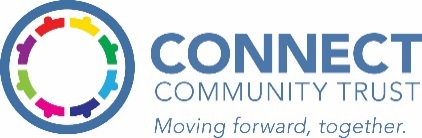 CONNECT
COMMUNITY TRUST
Moving forward, together.